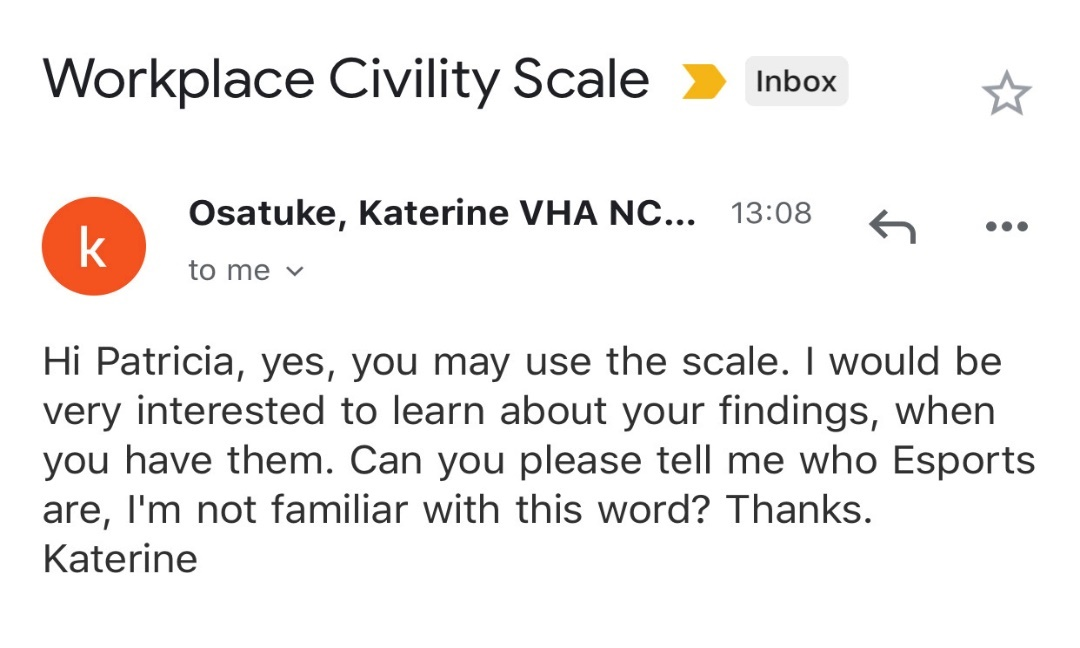 Workplace Civility Scale Inbox
k
Osatuke, Katerine VHA NC... 13:08
to me
Hi Patricia, yes, you may use the scale. I would be
very interested to learn about your findings, when
you have them. Can you please tell me who Esports
are, I'm not familiar with this word? Thanks.
Katerine